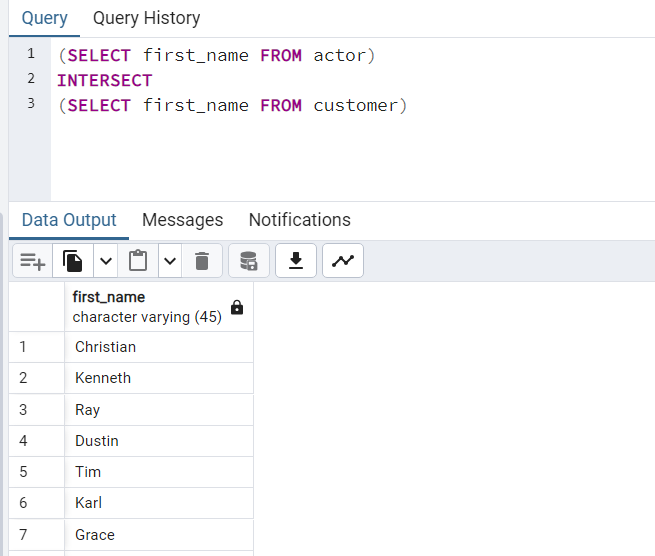 Query Query History
1 (SELECT first_name FROM actor)
2 INTERSECT
3 (SELECT first_name FROM customer)
Data Output Messages Notifications
first_name
character varying (45)
1 Christian
2 Kenneth
3 Ray
4 Dustin
5 Tim
6 Karl
7 Grace